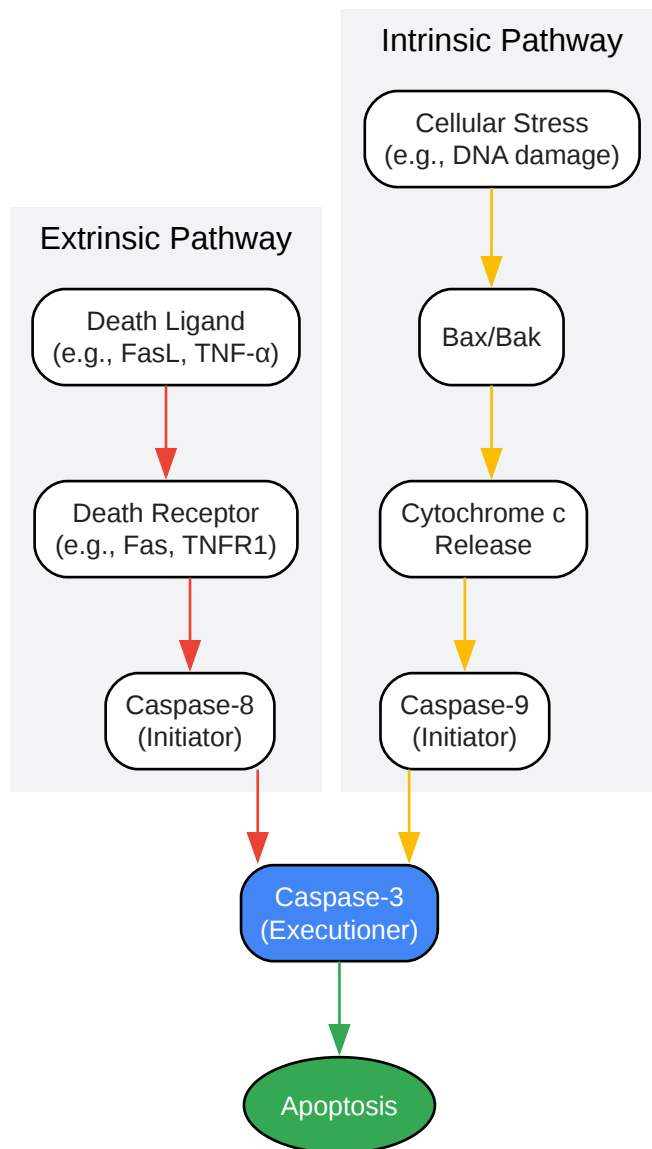 Intrinsic Pathway
Cellular Stress
(e.g., DNA damage)
Bax/Bak
Cytochrome c
Release
Caspase-9
(Initiator)
Extrinsic Pathway
Death Ligand
(e.g., FasL, TNF-α)
Death Receptor
(e.g., Fas, TNFR1)
Caspase-8
(Initiator)
Caspase-3
(Executioner)
Apoptosis